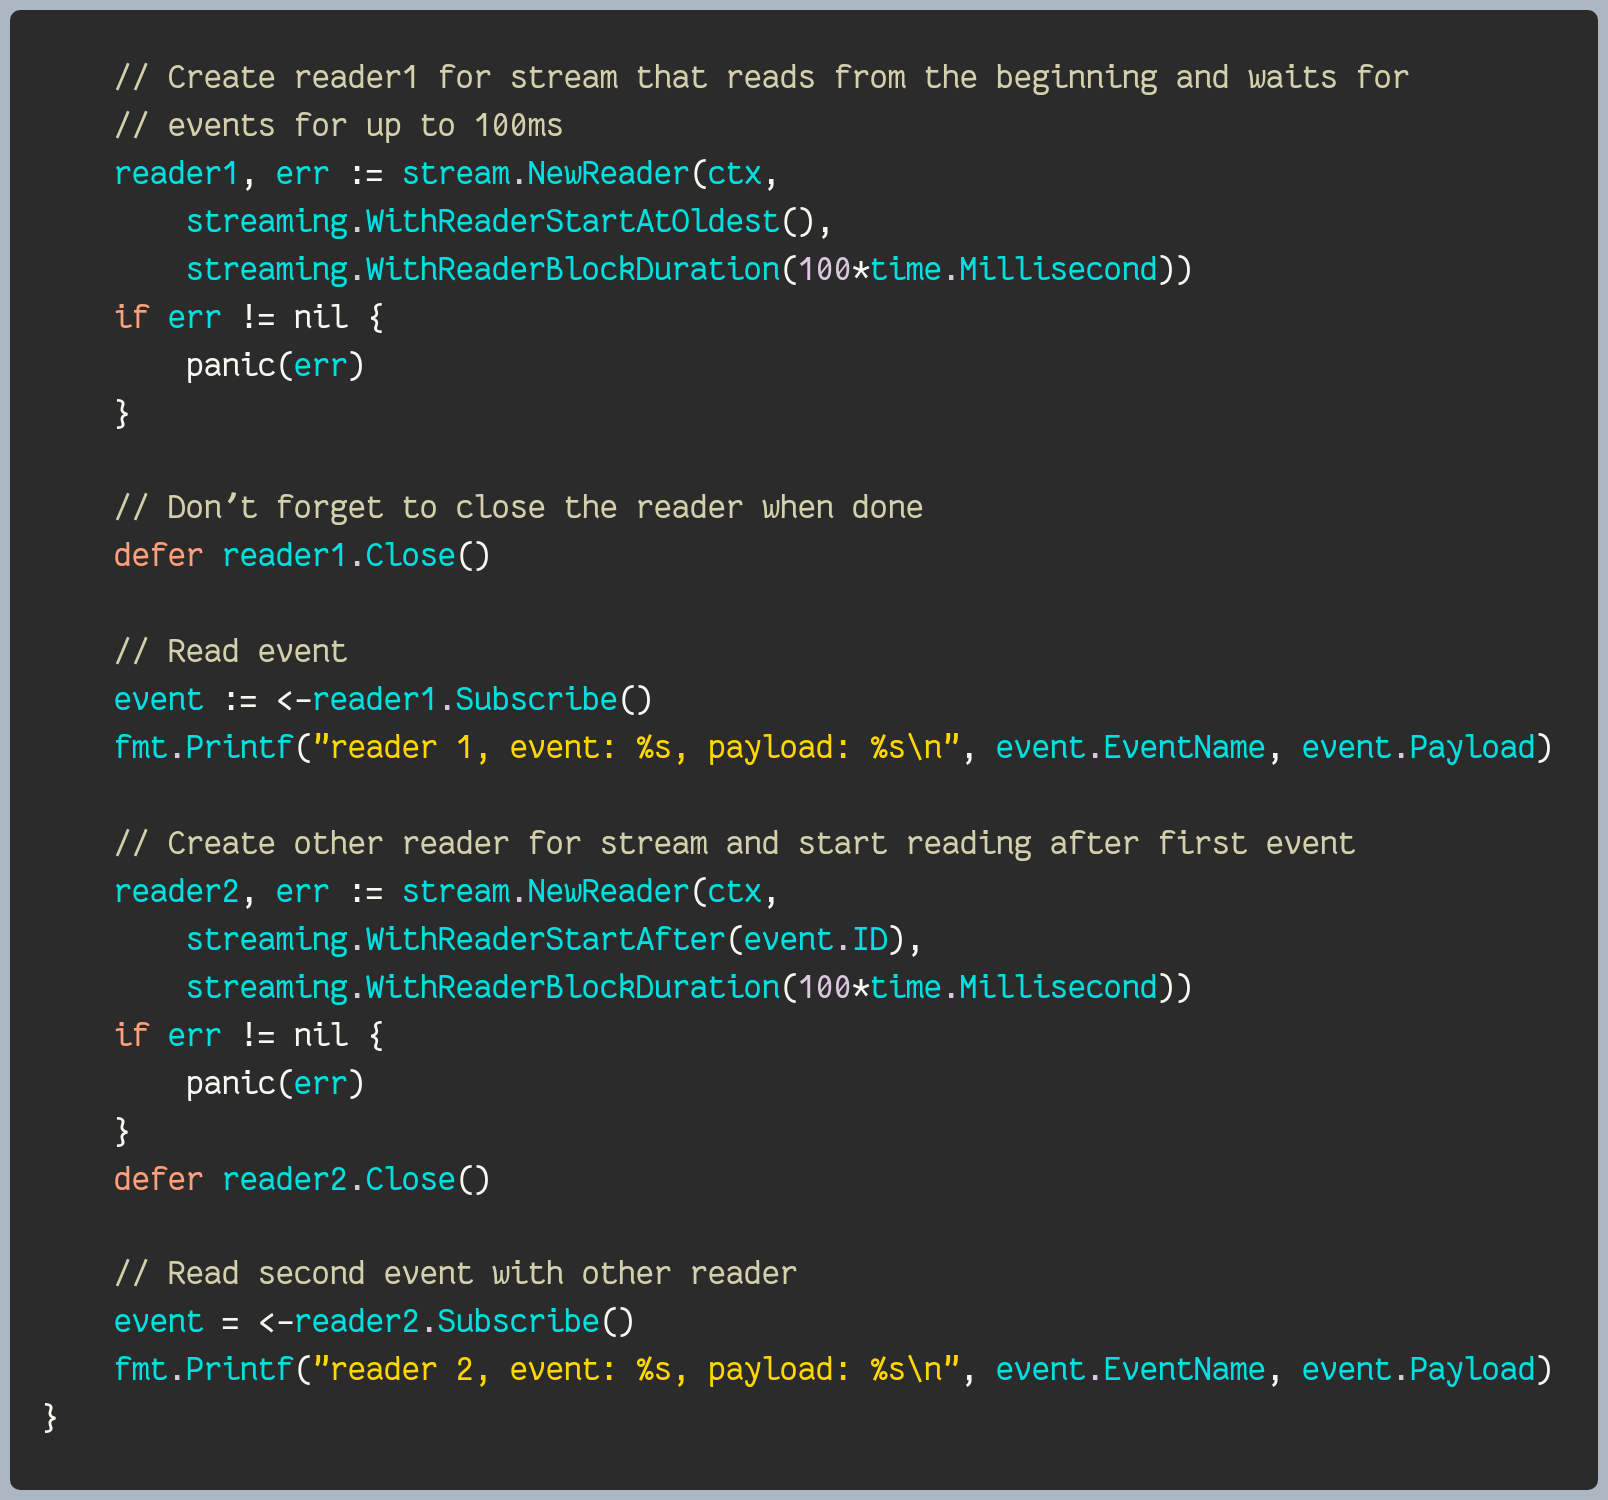 // Create reader1 for stream that reads from the beginning and waits for
// events for up to 100ms
reader1, err := stream.NewReader(ctx,
streaming.WithReaderStartAtOldest(),
streaming.WithReaderBlockDuration(100*time.Millisecond))
if err != nil {
panic(err)
}
// Don't forget to close the reader when done
defer reader1.Close()
// Read event
event := <-reader1.Subscribe()
fmt.Printf("reader 1, event: %s, payload: %s\n", event.EventName, event.Payload)
// Create other reader for stream and start reading after first event
reader2, err := stream.NewReader(ctx,
streaming.WithReaderStartAfter(event.ID),
streaming.WithReaderBlockDuration(100*time.Millisecond))
if err != nil {
panic(err)
}
defer reader2.Close()
// Read second event with other reader
event = <-reader2.Subscribe()
fmt.Printf("reader 2, event: %s, payload: %s\n", event.EventName, event.Payload)
}